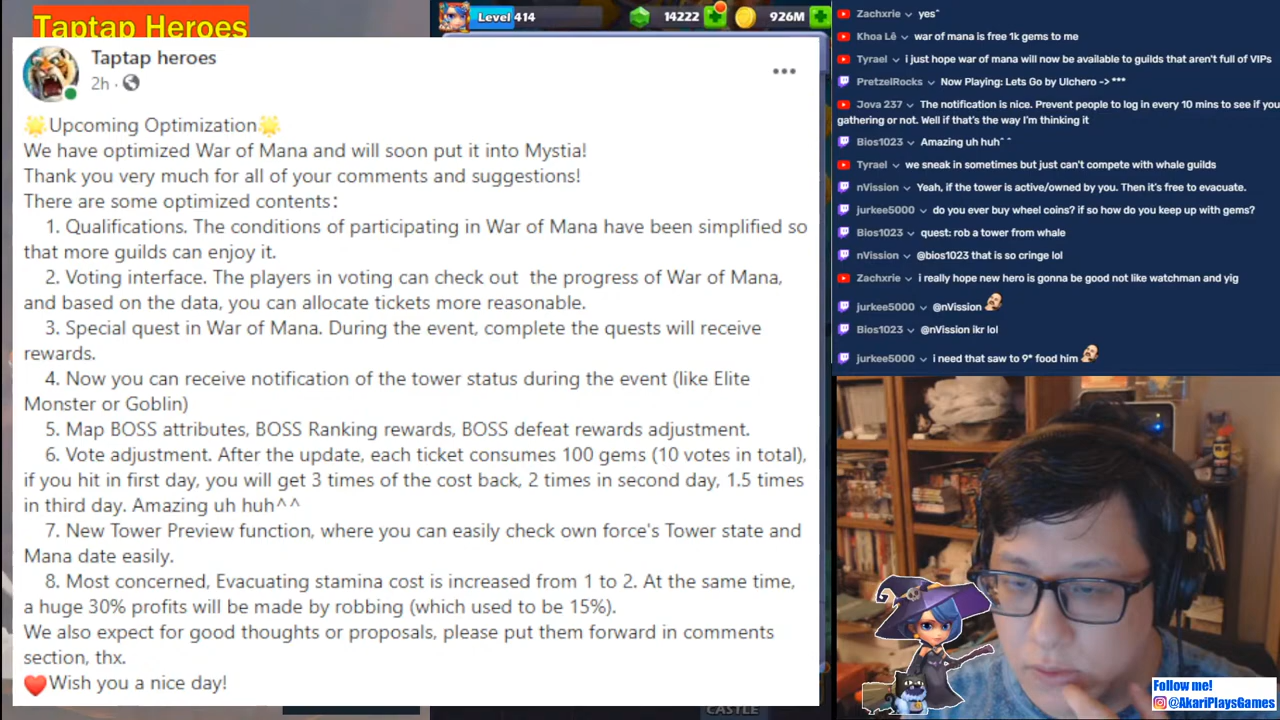 Taptap Heroes
Level 414
14222
926M
Taptap heroes
2h ·
🌟Upcoming Optimization🌟
We have optimized War of Mana and will soon put it into Mystia!
Thank you very much for all of your comments and suggestions!
There are some optimized contents：
1. Qualifications. The conditions of participating in War of Mana have been simplified so
that more guilds can enjoy it.
2. Voting interface. The players in voting can check out the progress of War of Mana,
and based on the data, you can allocate tickets more reasonable.
3. Special quest in War of Mana. During the event, complete the quests will receive
rewards.
4. Now you can receive notification of the tower status during the event (like Elite
Monster or Goblin)
5. Map BOSS attributes, BOSS Ranking rewards, BOSS defeat rewards adjustment.
6. Vote adjustment. After the update, each ticket consumes 100 gems (10 votes in total),
if you hit in first day, you will get 3 times of the cost back, 2 times in second day, 1.5 times
in third day. Amazing uh huh^^
7. New Tower Preview function, where you can easily check own force's Tower state and
Mana date easily.
8. Most concerned, Evacuating stamina cost is increased from 1 to 2. At the same time,
a huge 30% profits will be made by robbing (which used to be 15%).
We also expect for good thoughts or proposals, please put them forward in comments
section, thx.
❤️Wish you a nice day!
CASTLE
Zachxrie yes^
Khoa Lê war of mana is free 1k gems to me
Tyrael i just hope war of mana will now be available to guilds that aren't full of VIPs
PretzelRocks Now Playing: Lets Go by Ulchero -> ***
Jova 237 The notification is nice. Prevent people to log in every 10 mins to see if you
gathering or not. Well if that's the way I'm thinking it
Bios1023 Amazing uh huh^ ^
Tyrael we sneak in sometimes but just can't compete with whale guilds
nVission Yeah, if the tower is active/owned by you. Then it's free to evacuate.
jurkee5000 do you ever buy wheel coins? if so how do you keep up with gems?
Bios1023 quest: rob a tower from whale
nVission @bios1023 that is so cringe lol
Zachxrie i really hope new hero is gonna be good not like watchman and yig
jurkee5000 @nVission
Bios1023 @nVission ikr lol
jurkee5000 i need that saw to 9* food him
Follow me!
@AkariPlaysGames